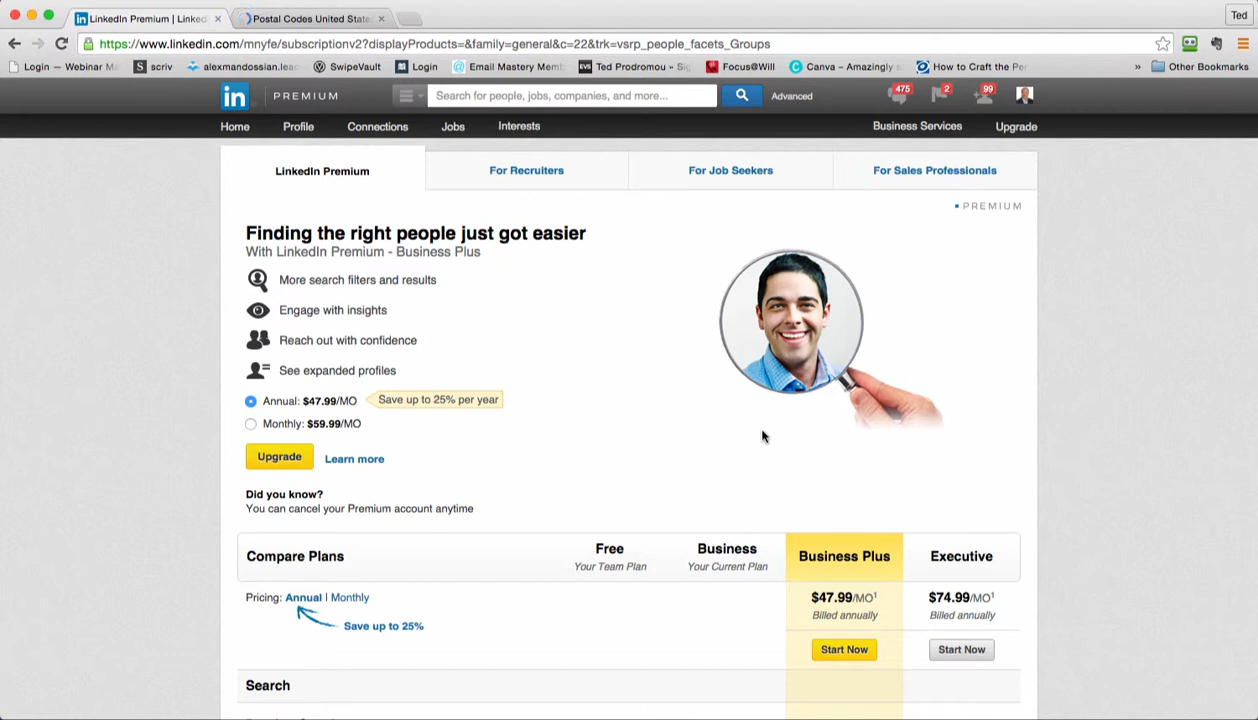 LinkedIn Premium | Linked
Postal Codes United State
Ted
https://www.linkedin.com/mnyfe/subscriptionv2?displayProducts=&family=general&c=22&trk=vsrp_people_facets_Groups
Login — Webinar Ma
scriv
alexmandossian.lead
SwipeVault
Login
Email Mastery Memb
EVS
Ted Prodromou » Sig
Focus@Will
Canva – Amazingly s
How to Craft the Per
»
Other Bookmarks
in PREMIUM
Search for people, jobs, companies, and more...
Advanced
475
2
99
Home Profile Connections Jobs Interests
Business Services Upgrade
LinkedIn Premium
For Recruiters
For Job Seekers
For Sales Professionals
PREMIUM
Finding the right people just got easier
With LinkedIn Premium - Business Plus
More search filters and results
Engage with insights
Reach out with confidence
See expanded profiles
Annual: $47.99/MO Save up to 25% per year
Monthly: $59.99/MO
Upgrade Learn more
Did you know?
You can cancel your Premium account anytime
Compare Plans
Free
Your Team Plan
Business
Your Current Plan
Business Plus
Executive
Pricing: Annual | Monthly
Save up to 25%
$47.99/MO¹
Billed annually
Start Now
$74.99/MO¹
Billed annually
Start Now
Search